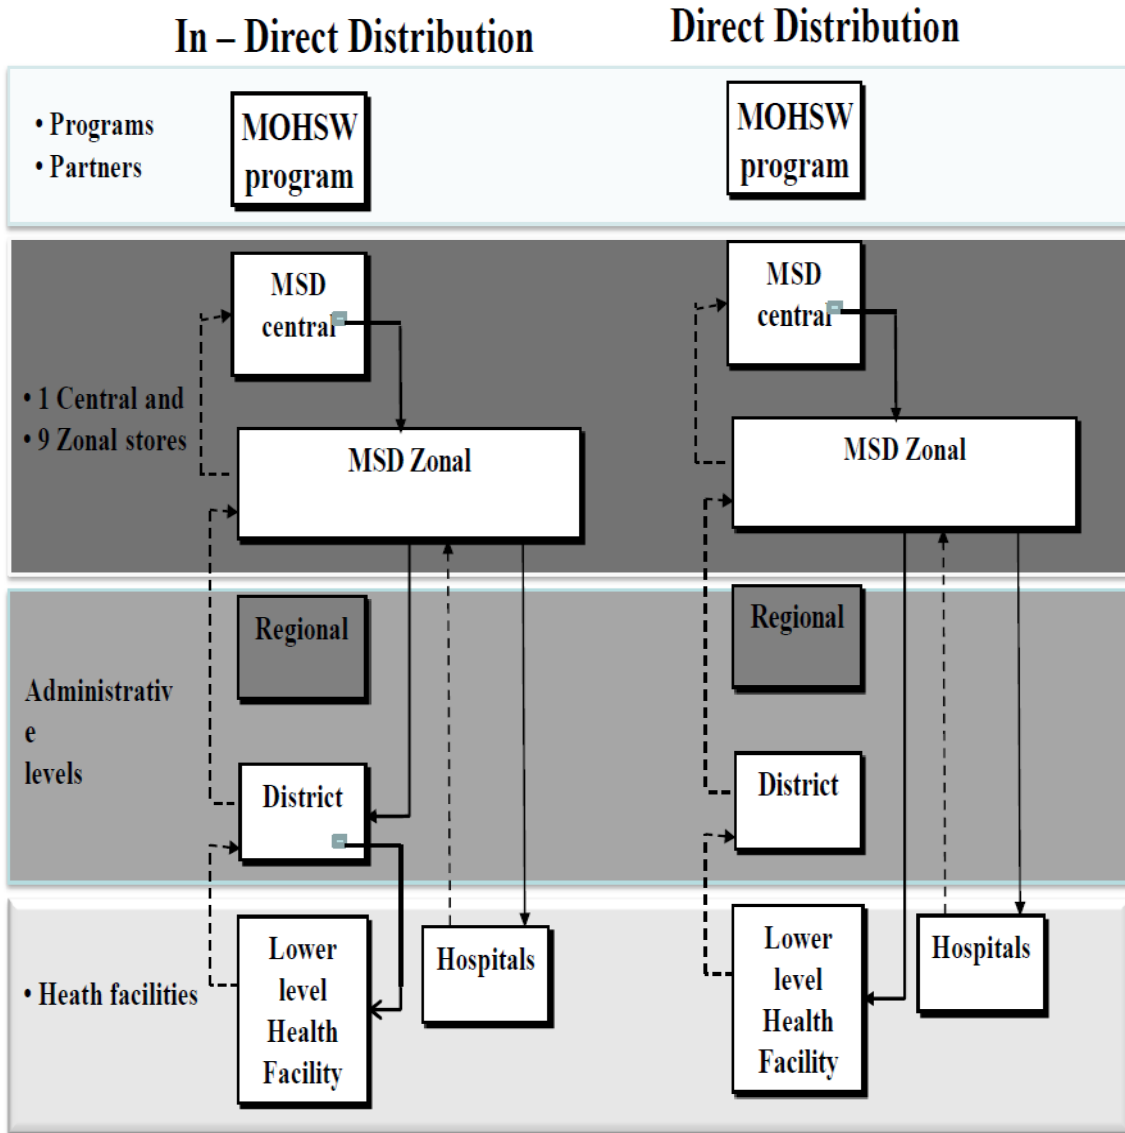 In – Direct Distribution
Direct Distribution
• Programs
• Partners
MOHSW
program
MOHSW
program
• 1 Central and
• 9 Zonal stores
MSD
central
MSD
central
MSD Zonal
MSD Zonal
Administrativ
e
levels
Regional
Regional
District
District
• Heath facilities
Lower
level
Health
Facility
Hospitals
Lower
level
Health
Facility
Hospitals